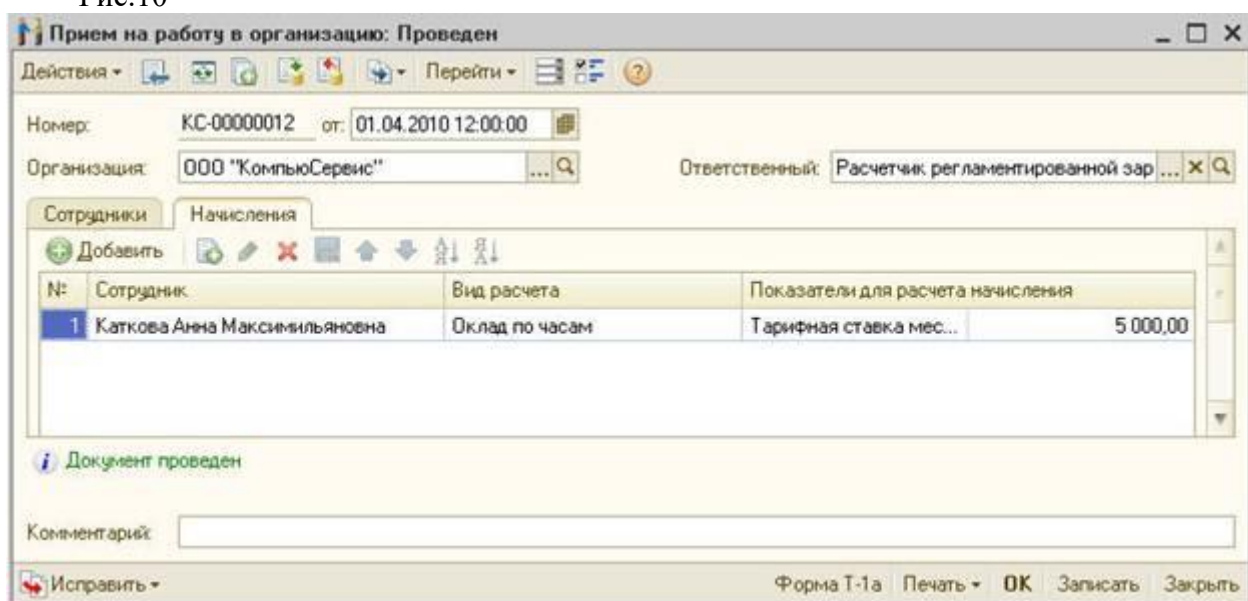 Рис.10
Прием на работу в организацию: Проведен
Действия Перейти
Номер: КС-00000012 от: 01.04.2010 12:00:00
Организация: ООО "КомпьюСервис" ... Ответственный: Расчетчик регламентированной зар ...
Сотрудники Начисления
Добавить
№ Сотрудник Вид расчета Показатели для расчета начисления
1 Каткова Анна Максимильяновна Оклад по часам Тарифная ставка мес... 5 000,00
Документ проведен
Комментарий:
Исправить Форма Т-1а Печать OK Записать Закрыть